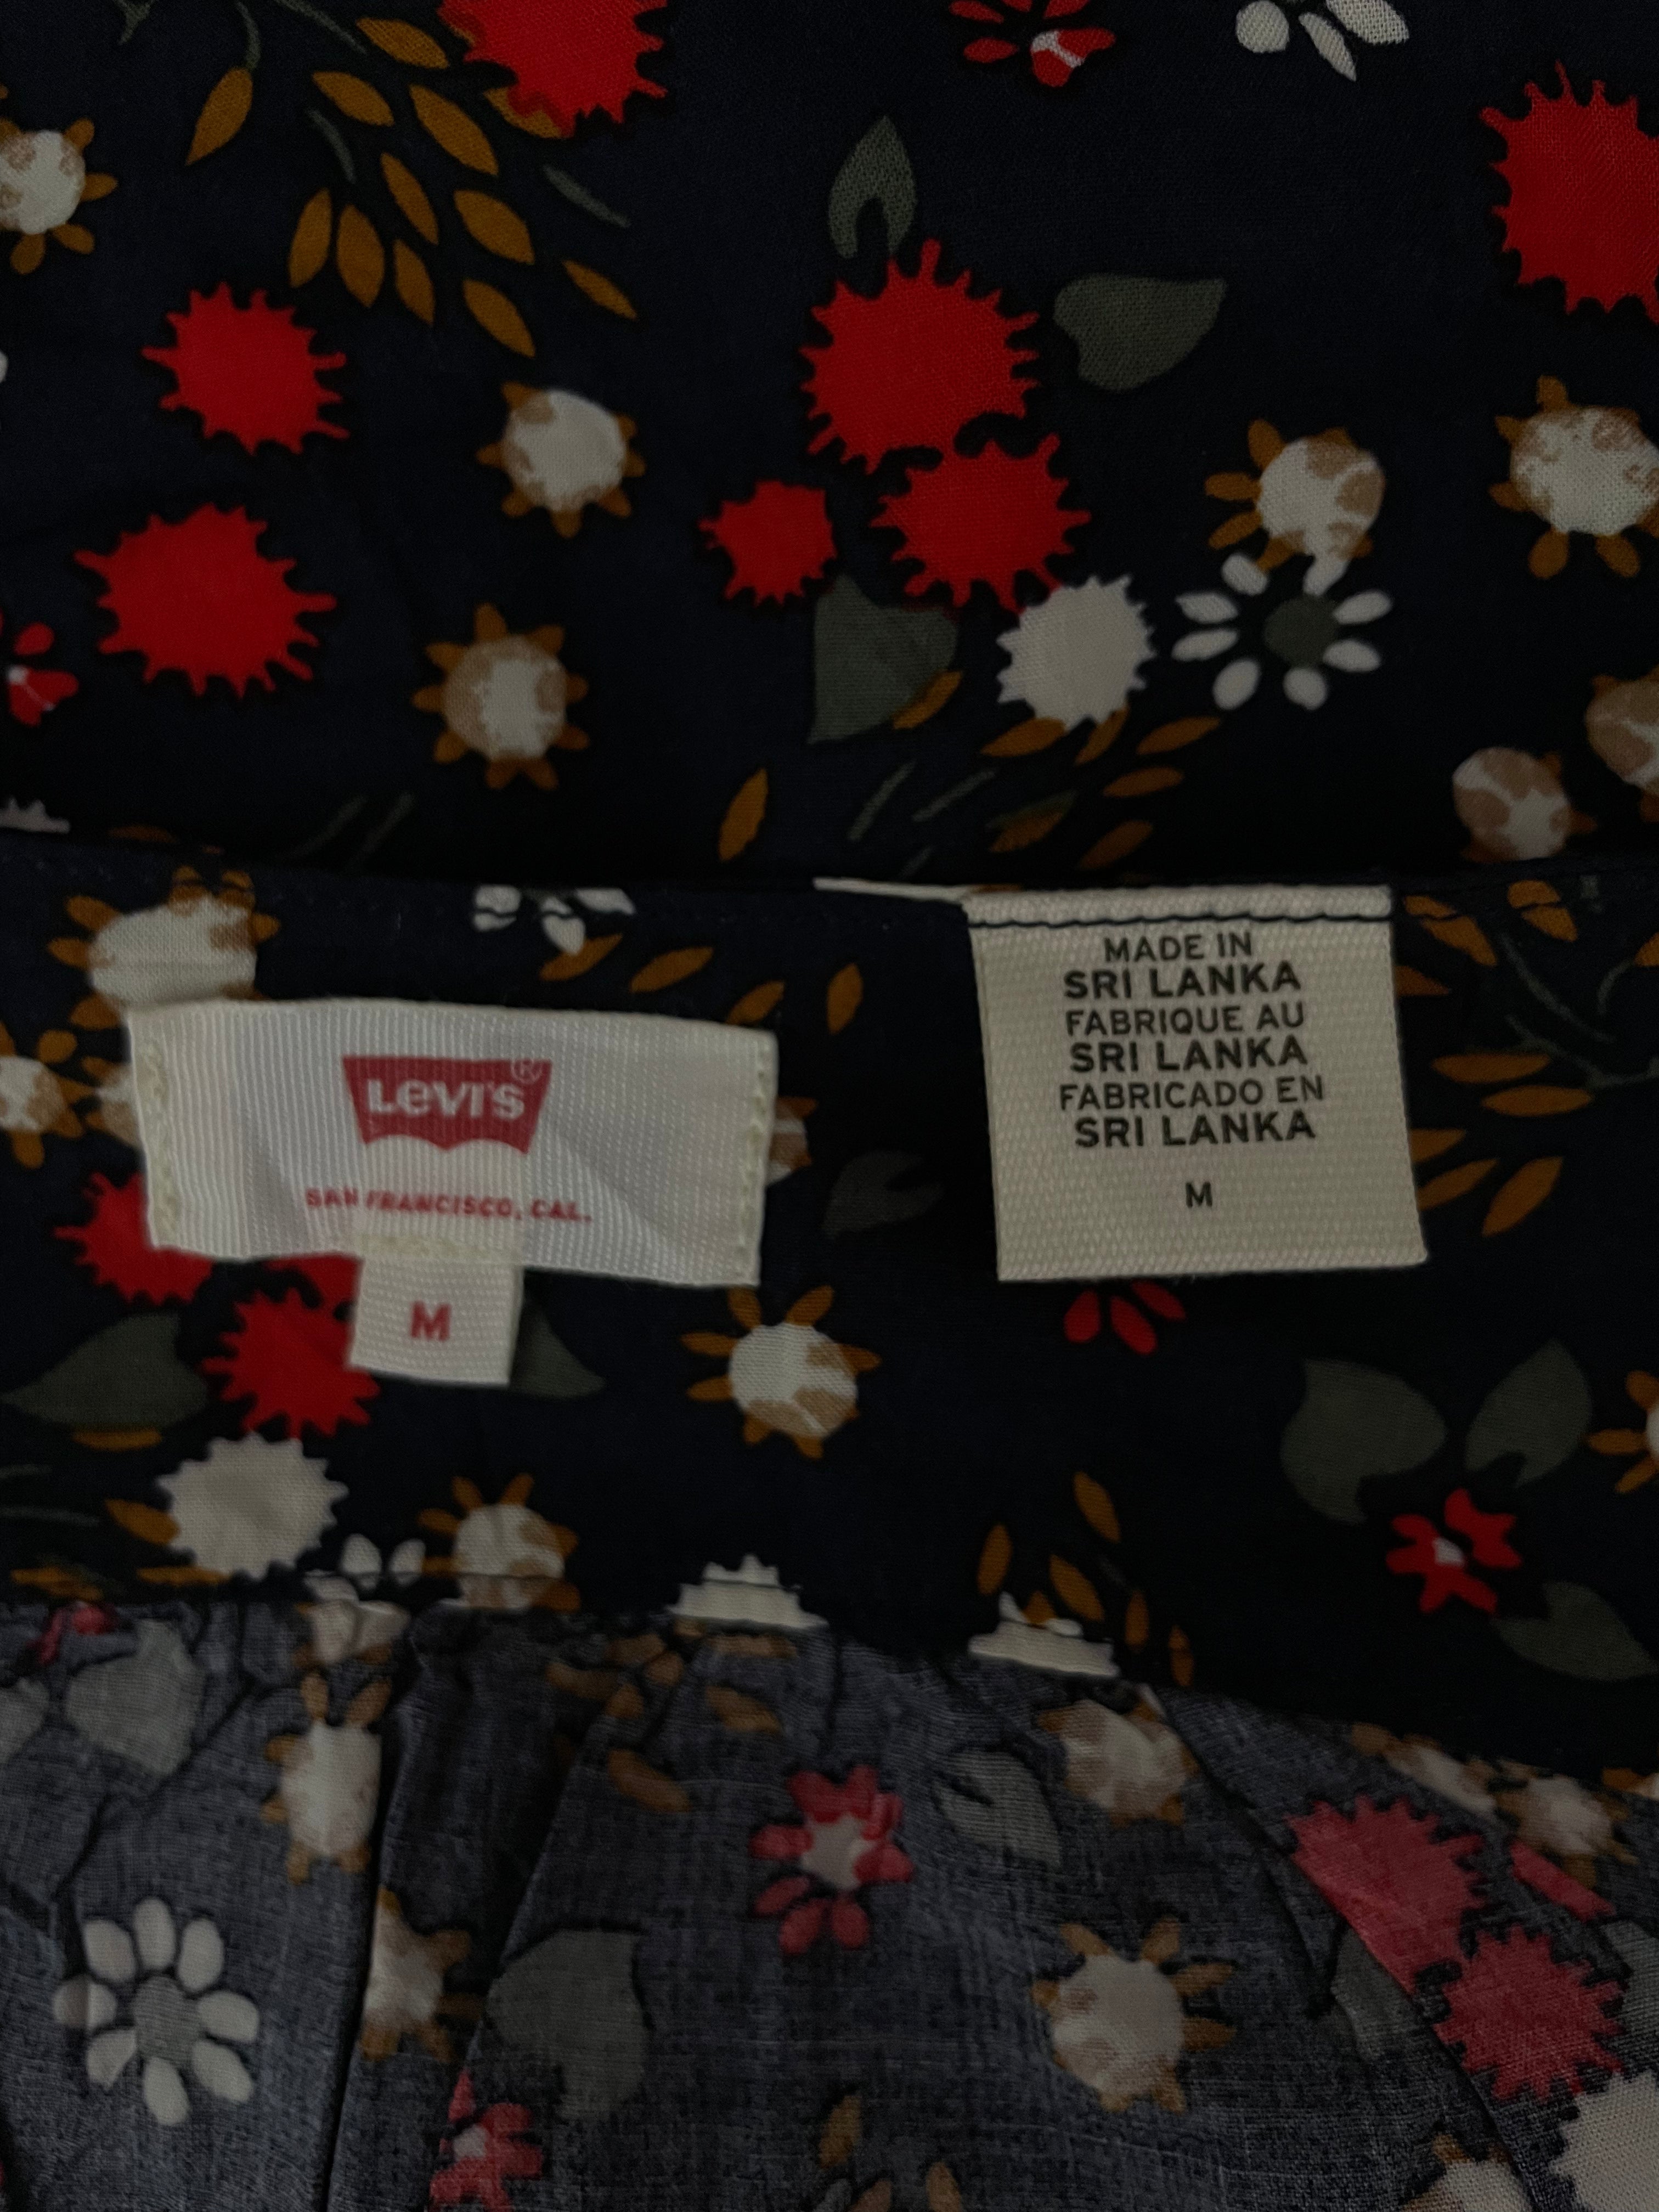 LEVI'S®
SAN FRANCISCO, CAL.
M
MADE IN
SRI LANKA
FABRIQUE AU
SRI LANKA
FABRICADO EN
SRI LANKA
M